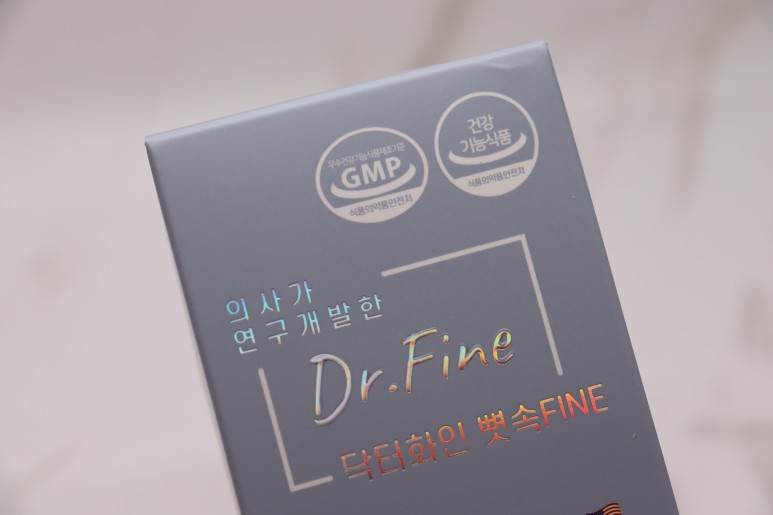 우수건강기능식품제조기준
GMP
식품의약품안전처
건강
기능식품
식품의약품안전처
의사가
연구개발한
Dr.Fine
닥터화인 뼛속FINE